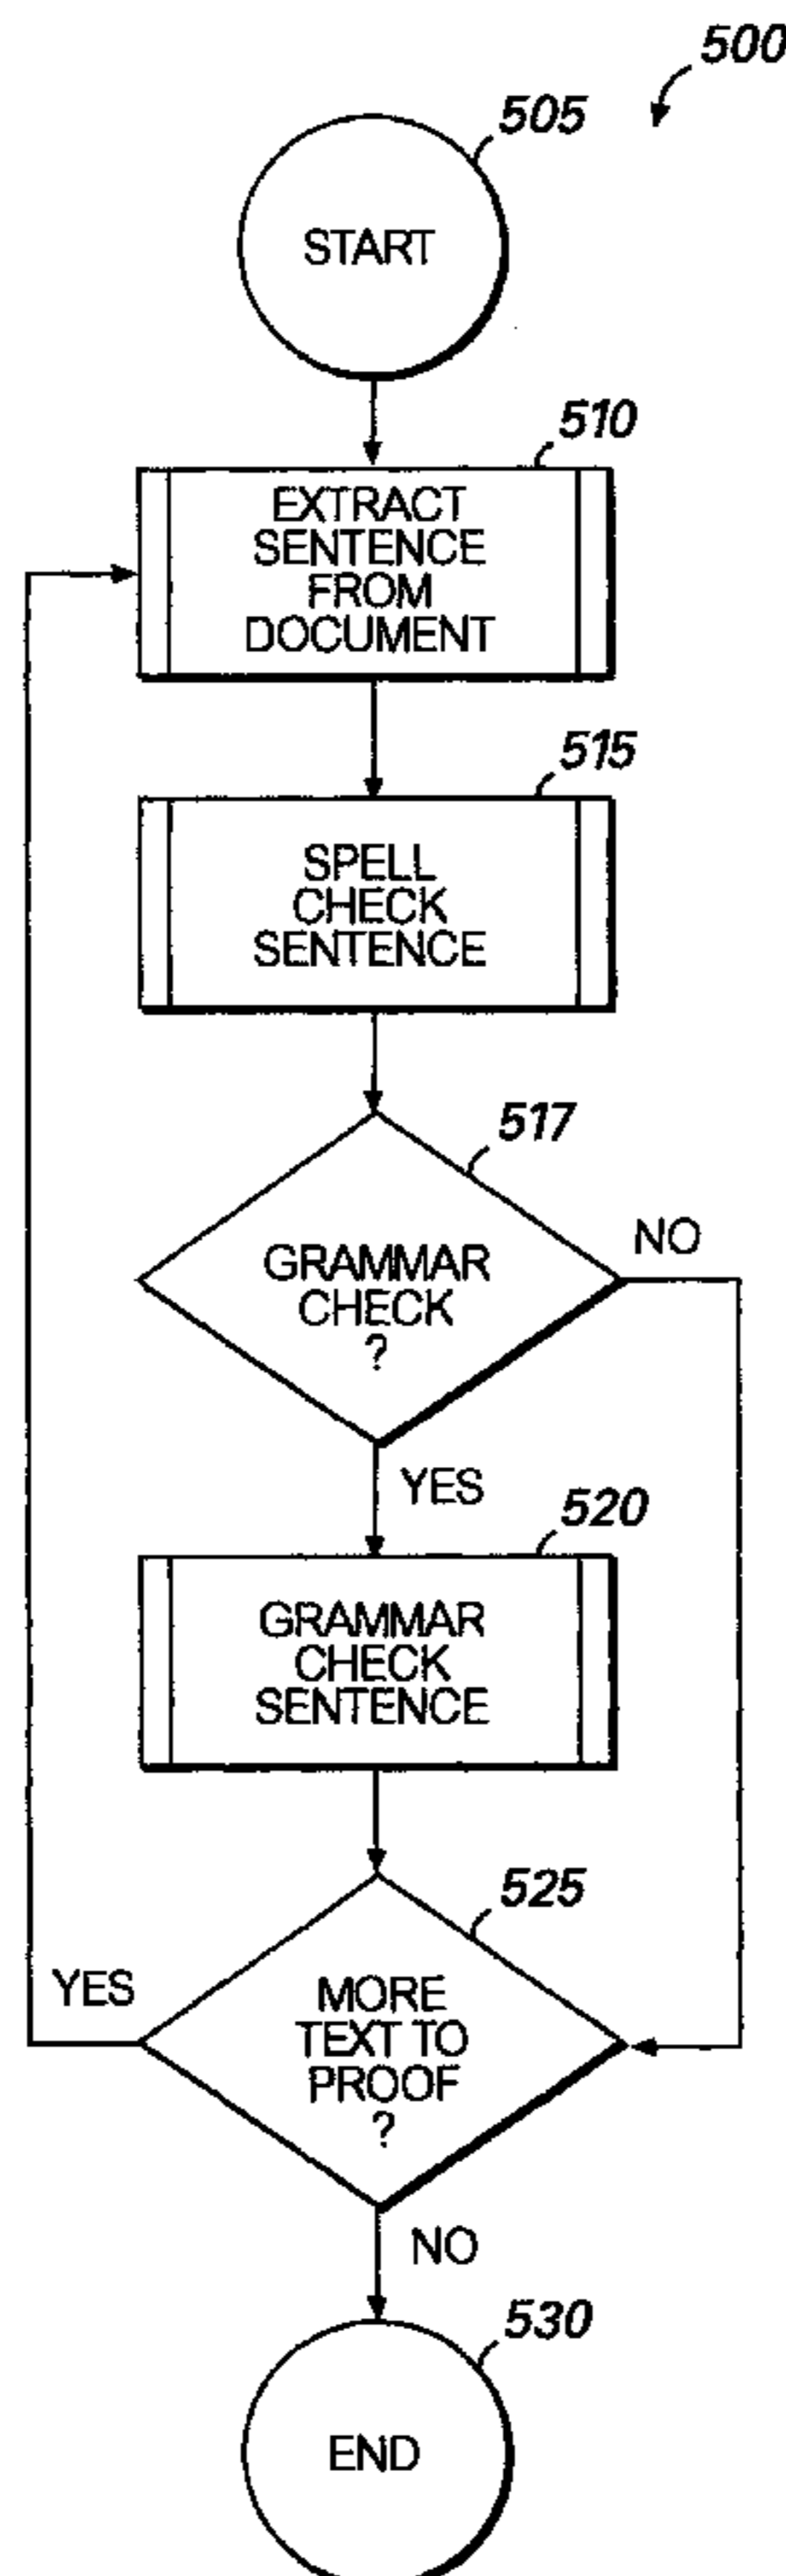 500
505
START
510
EXTRACT
SENTENCE
FROM
DOCUMENT
515
SPELL
CHECK
SENTENCE
517
NO
GRAMMAR
CHECK
?
YES
520
GRAMMAR
CHECK
SENTENCE
525
YES
MORE
TEXT TO
PROOF
?
NO
530
END